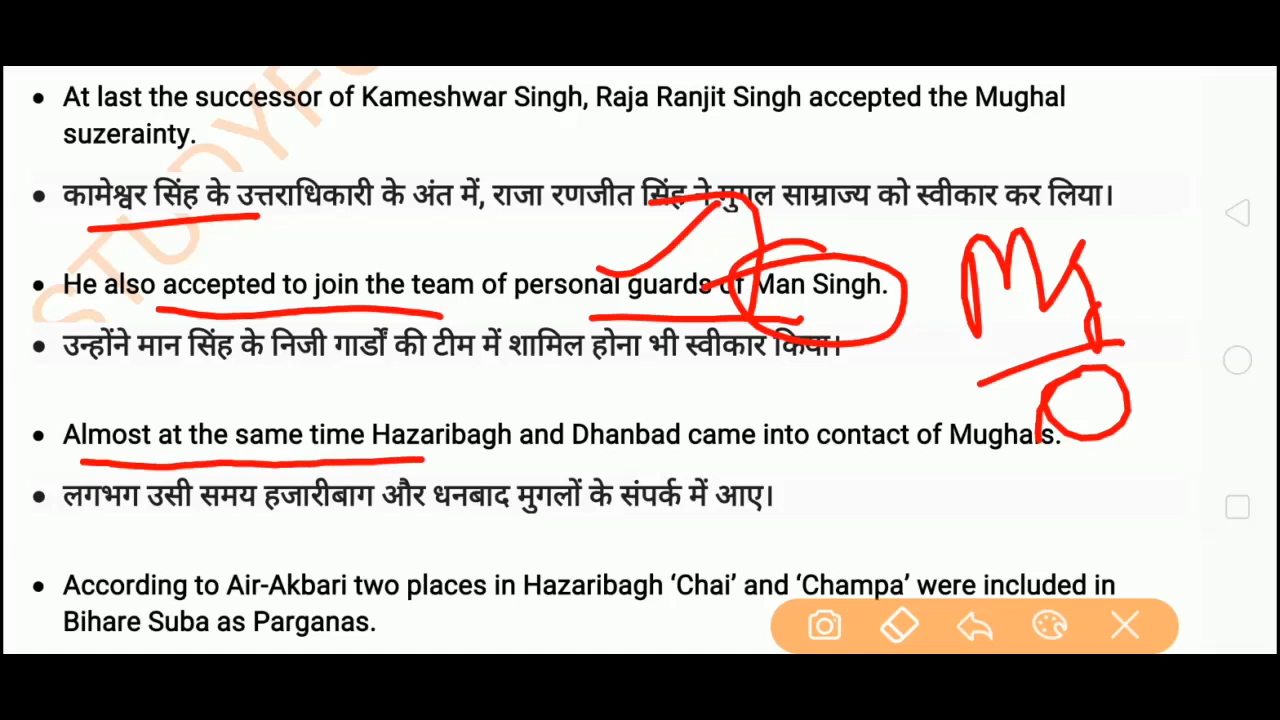 At last the successor of Kameshwar Singh, Raja Ranjit Singh accepted the Mughal
suzerainty.
कामेश्वर सिंह के उत्तराधिकारी के अंत में, राजा रणजीत सिंह ने मुगल साम्राज्य को स्वीकार कर लिया।
He also accepted to join the team of personal guards of Man Singh.
उन्होंने मान सिंह के निजी गार्डों की टीम में शामिल होना भी स्वीकार किया।
Almost at the same time Hazaribagh and Dhanbad came into contact of Mughals.
लगभग उसी समय हजारीबाग और धनबाद मुगलों के संपर्क में आए।
According to Air-Akbari two places in Hazaribagh ‘Chai’ and ‘Champa’ were included in
Bihare Suba as Parganas.